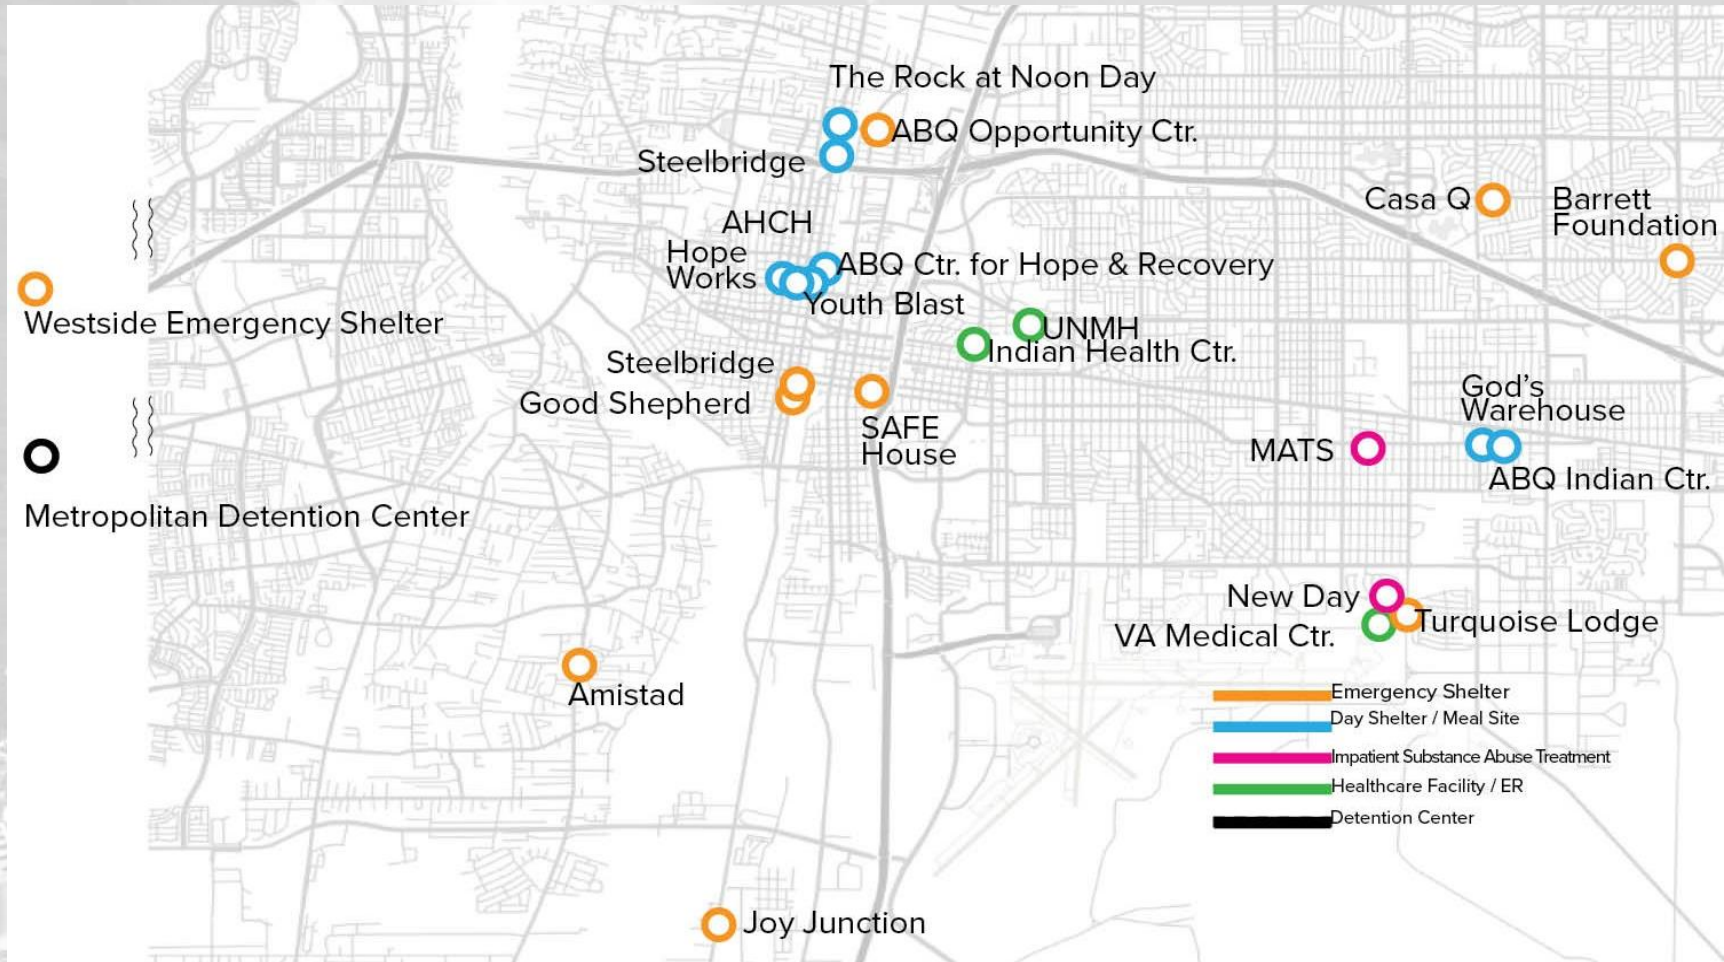 The Rock at Noon Day
ABQ Opportunity Ctr.
Steelbridge
Casa Q
Barrett
Foundation
AHCH
Hope
Works
ABQ Ctr. for Hope & Recovery
Youth Blast
Westside Emergency Shelter
UNMH
Indian Health Ctr.
Steelbridge
Good Shepherd
SAFE
House
God's
Warehouse
MATS
ABQ Indian Ctr.
Metropolitan Detention Center
New Day
Turquoise Lodge
VA Medical Ctr.
Amistad
Emergency Shelter
Day Shelter / Meal Site
Impatient Substance Abuse Treatment
Healthcare Facility / ER
Detention Center
Joy Junction